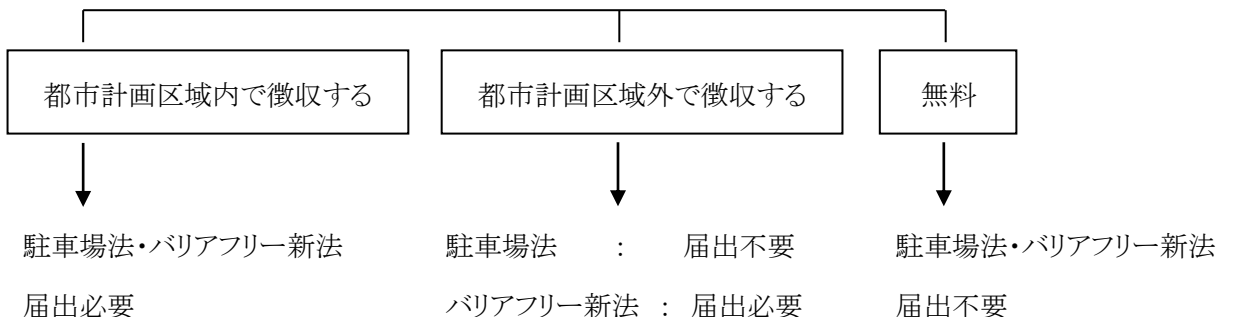 都市計画区域内で徴収する
都市計画区域外で徴収する
無料
駐車場法・バリアフリー新法
届出必要
駐車場法 : 届出不要
バリアフリー新法 : 届出必要
駐車場法・バリアフリー新法
届出不要